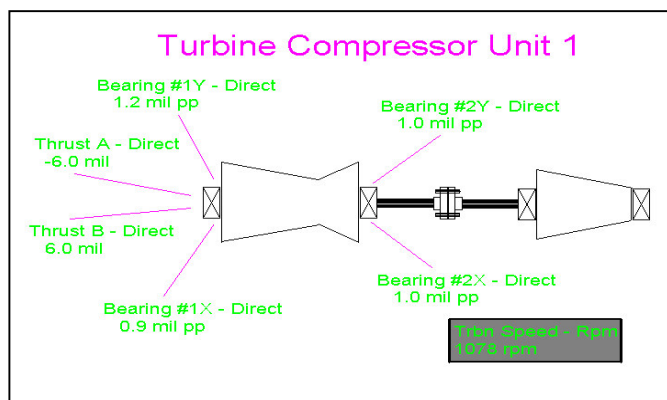 Turbine Compressor Unit 1
Bearing #1Y - Direct
1.2 mil pp
Bearing #2Y - Direct
1.0 mil pp
Thrust A - Direct
-6.0 mil
Thrust B - Direct
6.0 mil
Bearing #1X - Direct
0.9 mil pp
Bearing #2X - Direct
1.0 mil pp
Trbn Speed - Rpm
1078 rpm